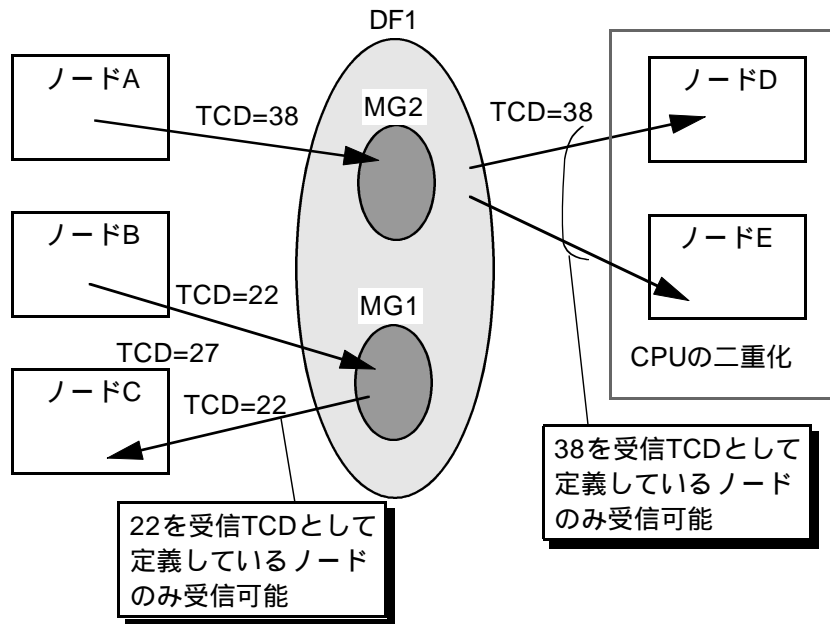 DF1
ノードA
TCD=38
MG2
TCD=38
ノードD
ノードB
TCD=22
MG1
ノードE
TCD=27
ノードC
TCD=22
CPUの二重化
22を受信TCDとして
定義しているノード
のみ受信可能
38を受信TCDとして
定義しているノード
のみ受信可能